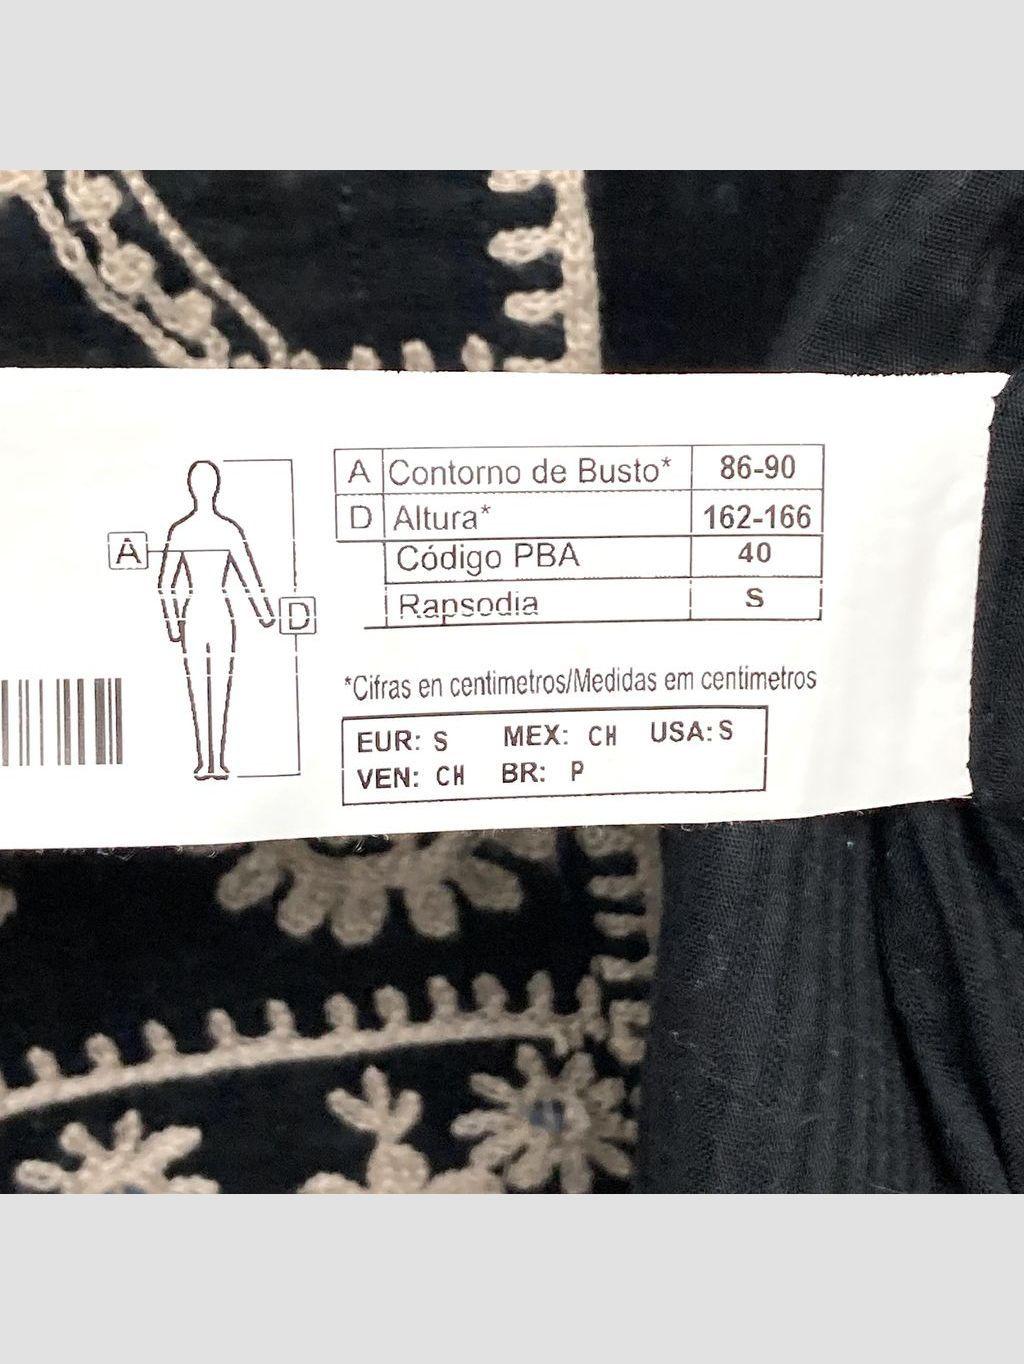 A Contorno de Busto* 86-90
D Altura* 162-166
Código PBA 40
Rapsodia S
A
D
*Cifras en centimetros/Medidas em centimetros
EUR: S MEX: CH USA: S
VEN: CH BR: P